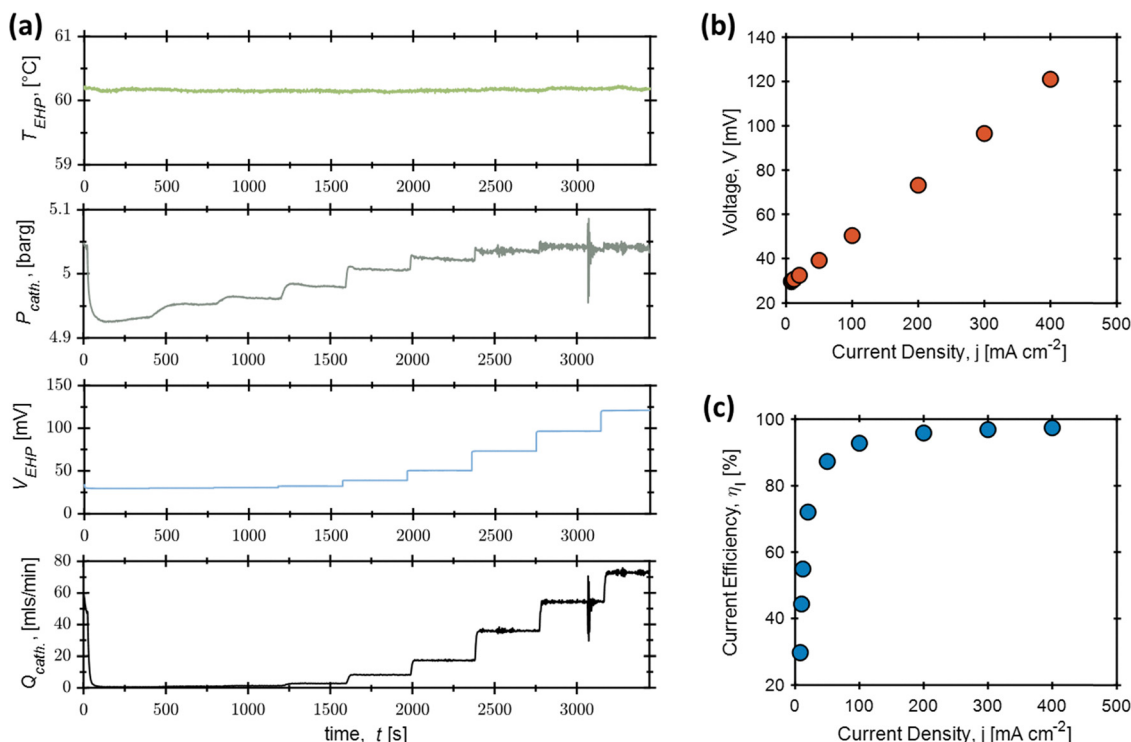 (a)
61
60
59
T_EHP, [°C]
0 500 1000 1500 2000 2500 3000
5.1
5
4.9
P_cath., [barg]
0 500 1000 1500 2000 2500 3000
150
100
50
0
V_EHP [mV]
0 500 1000 1500 2000 2500 3000
80
60
40
20
0
Q_cath., [mls/min]
0 500 1000 1500 2000 2500 3000
time, t [s]
(b)
140
120
100
80
60
40
20
Voltage, V [mV]
0 100 200 300 400 500
Current Density, j [mA cm⁻²]
(c)
100
80
60
40
20
Current Efficiency, η_I [%]
0 100 200 300 400 500
Current Density, j [mA cm⁻²]